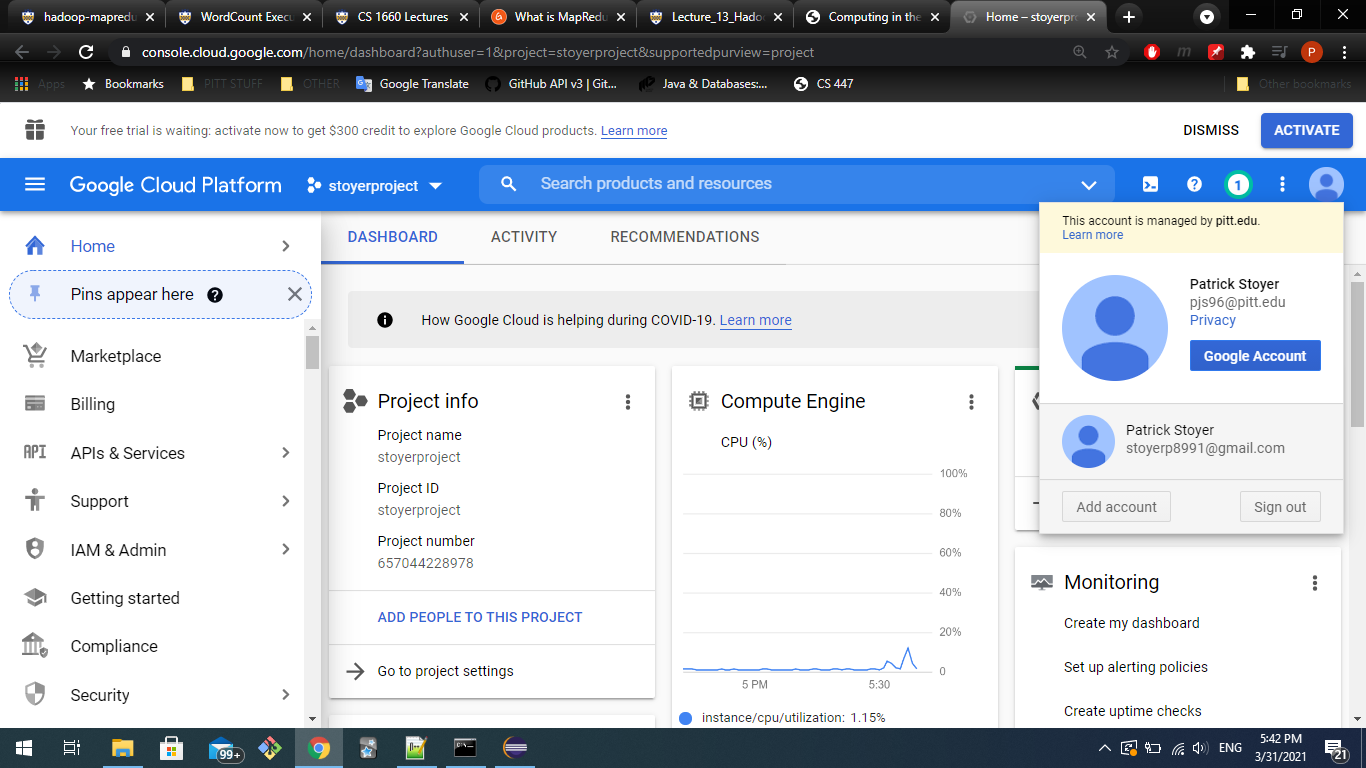 hadoop-mapredu
WordCount Execu
CS 1660 Lectures
What is MapRedu
Lecture_13_Hadoo
Computing in the
Home – stoyerpro
console.cloud.google.com/home/dashboard?authuser=1&project=stoyerproject&supportedpurview=project
P
Apps
Bookmarks
PITT STUFF
OTHER
Google Translate
GitHub API v3 | Git...
Java & Databases:...
CS 447
Other bookmarks
Your free trial is waiting: activate now to get $300 credit to explore Google Cloud products. Learn more
DISMISS
ACTIVATE
Google Cloud Platform
stoyerproject
Search products and resources
1
Home
Pins appear here
Marketplace
Billing
API
APIs & Services
Support
IAM & Admin
Getting started
Compliance
Security
DASHBOARD
ACTIVITY
RECOMMENDATIONS
How Google Cloud is helping during COVID-19. Learn more
Project info
Project name
stoyerproject
Project ID
stoyerproject
Project number
657044228978
ADD PEOPLE TO THIS PROJECT
Go to project settings
Compute Engine
CPU (%)
100%
80%
60%
40%
20%
0
5 PM
5:30
instance/cpu/utilization: 1.15%
This account is managed by pitt.edu.
Learn more
Patrick Stoyer
pjs96@pitt.edu
Privacy
Google Account
Patrick Stoyer
stoyerp8991@gmail.com
Add account
Sign out
Monitoring
Create my dashboard
Set up alerting policies
Create uptime checks
99+
ENG
5:42 PM
3/31/2021
21